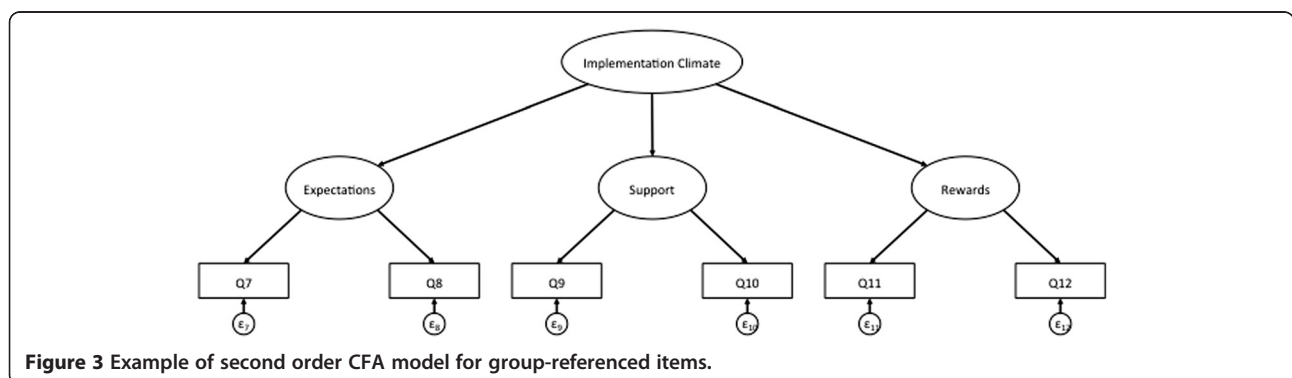 Implementation Climate
Expectations Support Rewards
Q7 Q8 Q9 Q10 Q11 Q12
ε7 ε8 ε9 ε10 ε11 ε12
Figure 3 Example of second order CFA model for group-referenced items.